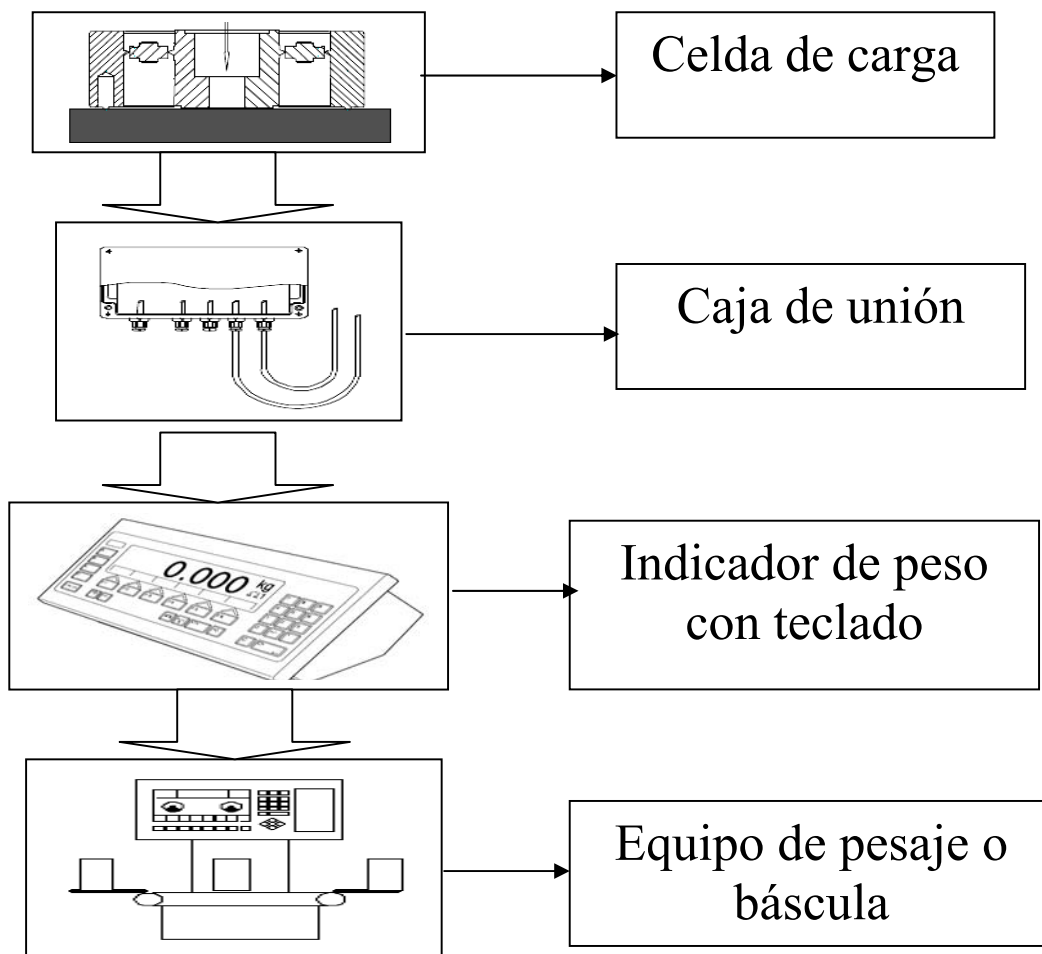 Celda de carga
Caja de unión
0.000 kg
Indicador de peso
con teclado
Equipo de pesaje o
báscula